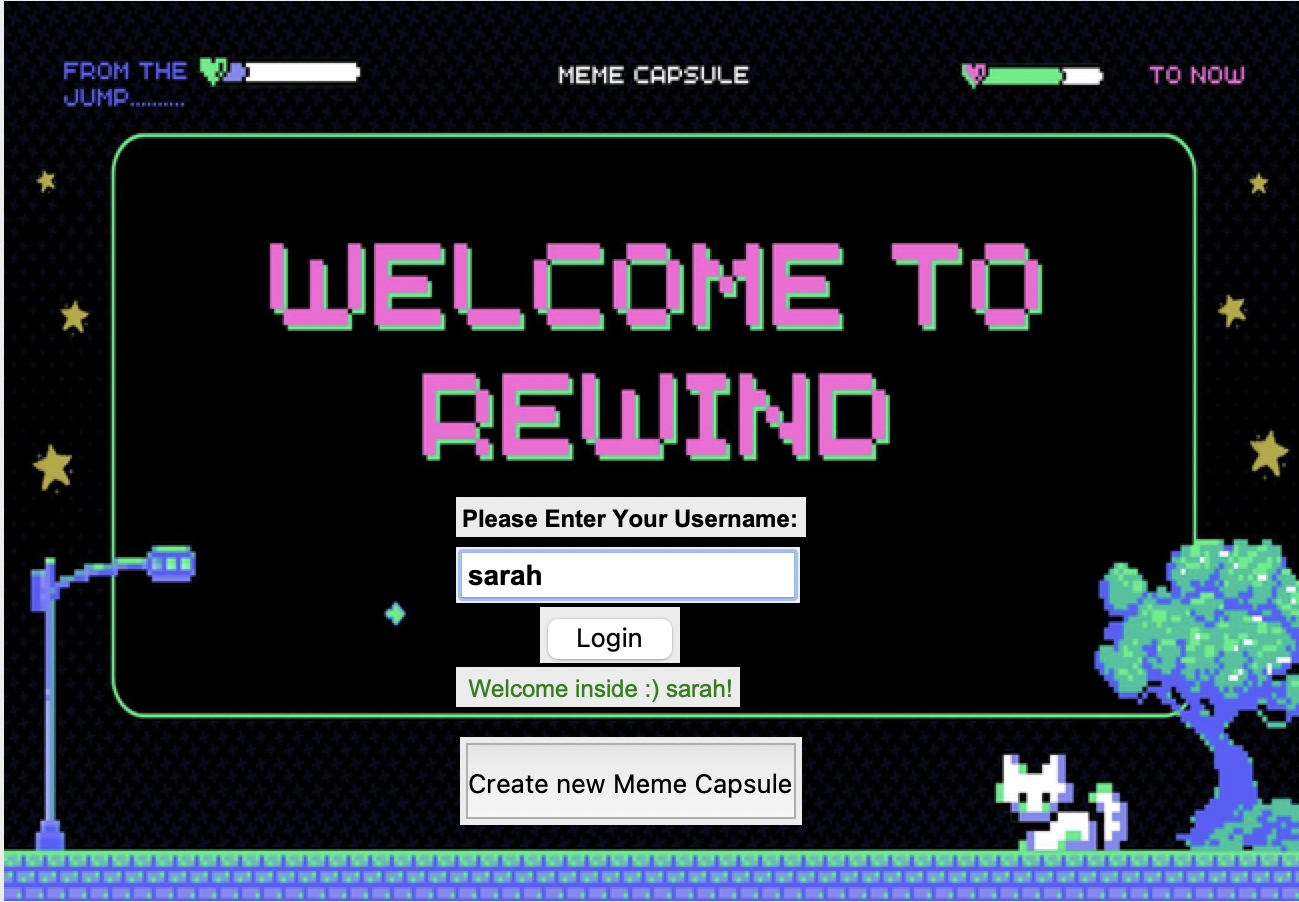 FROM THE
JUMP..........
MEME CAPSULE
TO NOW
WELCOME TO
REWIND
Please Enter Your Username:
sarah
Login
Welcome inside :) sarah!
Create new Meme Capsule